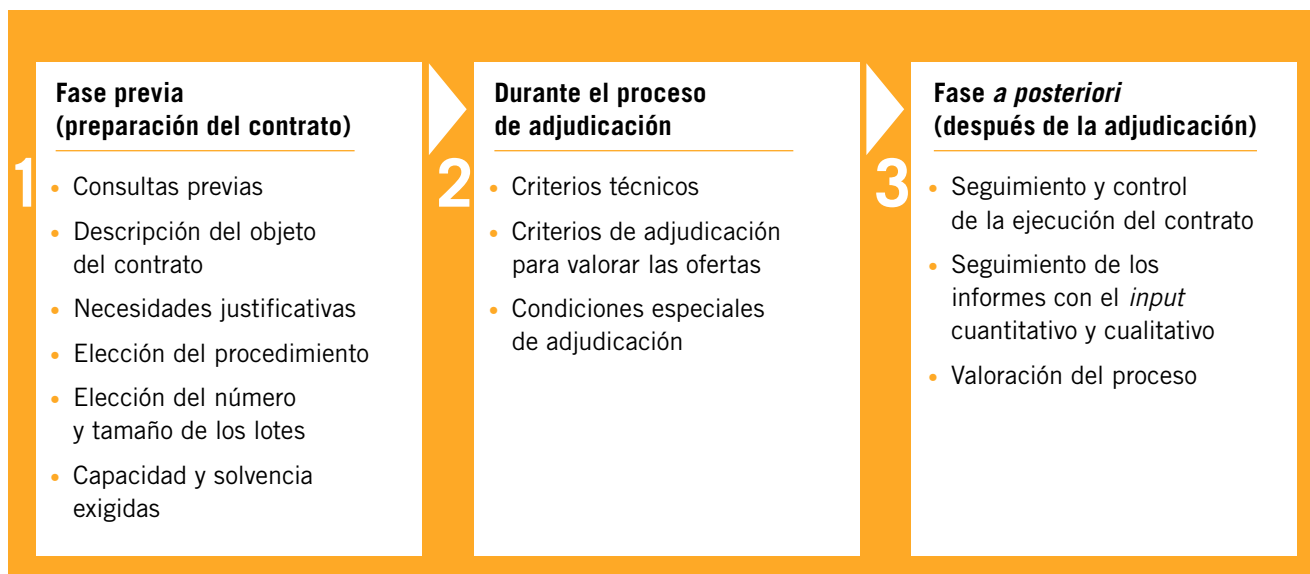 1
Fase previa
(preparación del contrato)
• Consultas previas
• Descripción del objeto
del contrato
• Necesidades justificativas
• Elección del procedimiento
• Elección del número
y tamaño de los lotes
• Capacidad y solvencia
exigidas
2
Durante el proceso
de adjudicación
• Criterios técnicos
• Criterios de adjudicación
para valorar las ofertas
• Condiciones especiales
de adjudicación
3
Fase a posteriori
(después de la adjudicación)
• Seguimiento y control
de la ejecución del contrato
• Seguimiento de los
informes con el input
cuantitativo y cualitativo
• Valoración del proceso